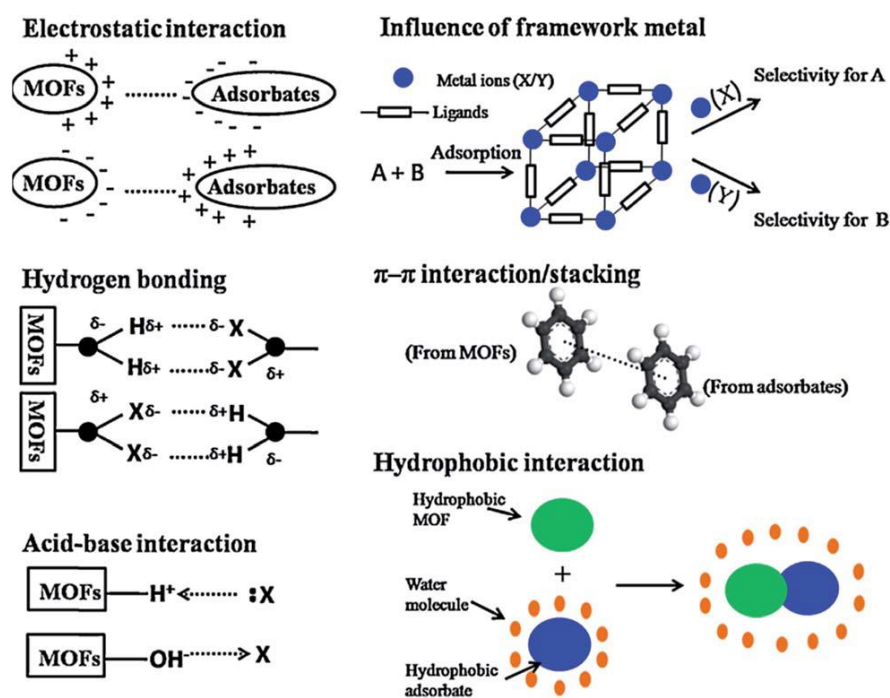 Electrostatic interaction
+ + + + + + +
MOFs
- - - - - - - -
Adsorbates
- - - - - - -
MOFs
+ + + + + + + + + +
Adsorbates
Hydrogen bonding
MOFs
δ- Hδ+ δ- X
Hδ+ δ- X
δ+
MOFs
δ+ Xδ- δ+H
Xδ- δ+H
δ-
Acid-base interaction
MOFs H+ :X
MOFs OH- X
Influence of framework metal
Metal ions (X/Y)
Ligands
A + B
Adsorption
(X)
Selectivity for A
(Y)
Selectivity for B
π–π interaction/stacking
(From MOFs)
(From adsorbates)
Hydrophobic interaction
Hydrophobic
MOF
+
Water
molecule
Hydrophobic
adsorbate